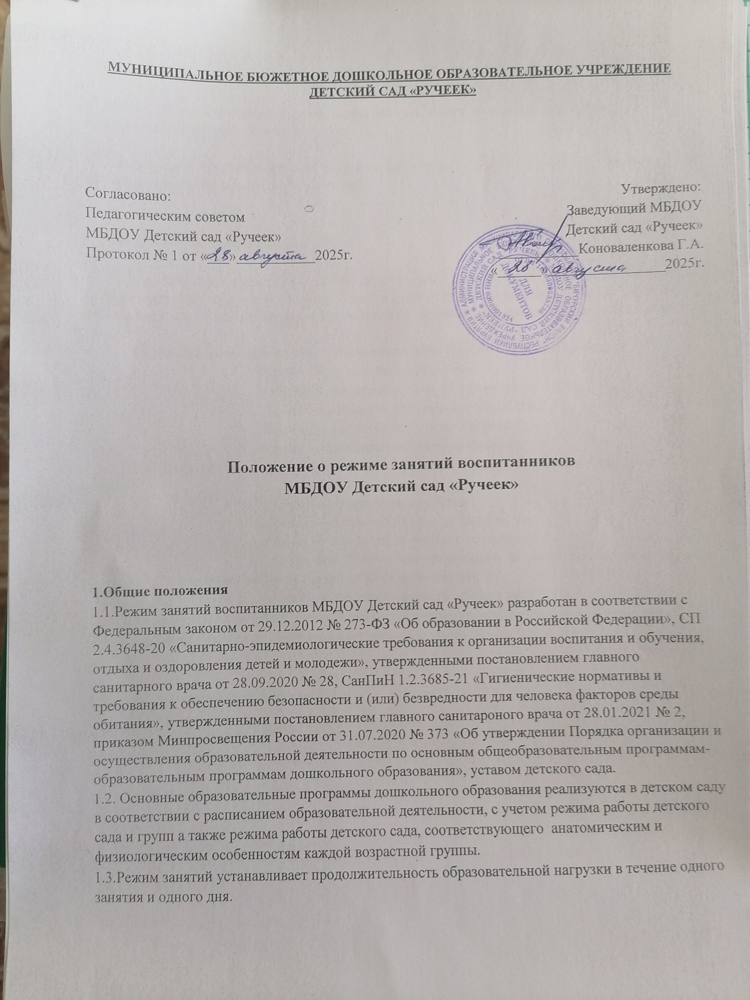 МУНИЦИПАЛЬНОЕ БЮЖЕТНОЕ ДОШКОЛЬНОЕ ОБРАЗОВАТЕЛЬНОЕ УЧРЕЖДЕНИЕ
ДЕТСКИЙ САД «РУЧЕЕК»
Согласовано:
Педагогическим советом
МБДОУ Детский сад «Ручеек»
Протокол № 1 от «28» августа 2025г.
Утверждено:
Заведующий МБДОУ
Детский сад «Ручеек»
Коноваленкова Г.А.
«28» августа 2025г.
ДЛЯ
ДОКУМЕНТОВ
Положение о режиме занятий воспитанников
МБДОУ Детский сад «Ручеек»
1.Общие положения
1.1.Режим занятий воспитанников МБДОУ Детский сад «Ручеек» разработан в соответствии с
Федеральным законом от 29.12.2012 № 273-ФЗ «Об образовании в Российской Федерации», СП
2.4.3648-20 «Санитарно-эпидемиологические требования к организации воспитания и обучения,
отдыха и оздоровления детей и молодежи», утвержденными постановлением главного
санитарного врача от 28.09.2020 № 28, СанПиН 1.2.3685-21 «Гигиенические нормативы и
требования к обеспечению безопасности и (или) безвредности для человека факторов среды
обитания», утвержденными постановлением главного санитароного врача от 28.01.2021 № 2,
приказом Минпросвещения России от 31.07.2020 № 373 «Об утверждении Порядка организации и
осуществления образовательной деятельности по основным общеобразовательным программам-
образовательным программам дошкольного образования», уставом детского сада.
1.2. Основные образовательные программы дошкольного образования реализуются в детском саду
в соответствии с расписанием образовательной деятельности, с учетом режима работы детского
сада и групп а также режима работы детского сада, соответствующего анатомическим и
физиологическим особенностям каждой возрастной группы.
1.3.Режим занятий устанавливает продолжительность образовательной нагрузки в течение одного
занятия и одного дня.